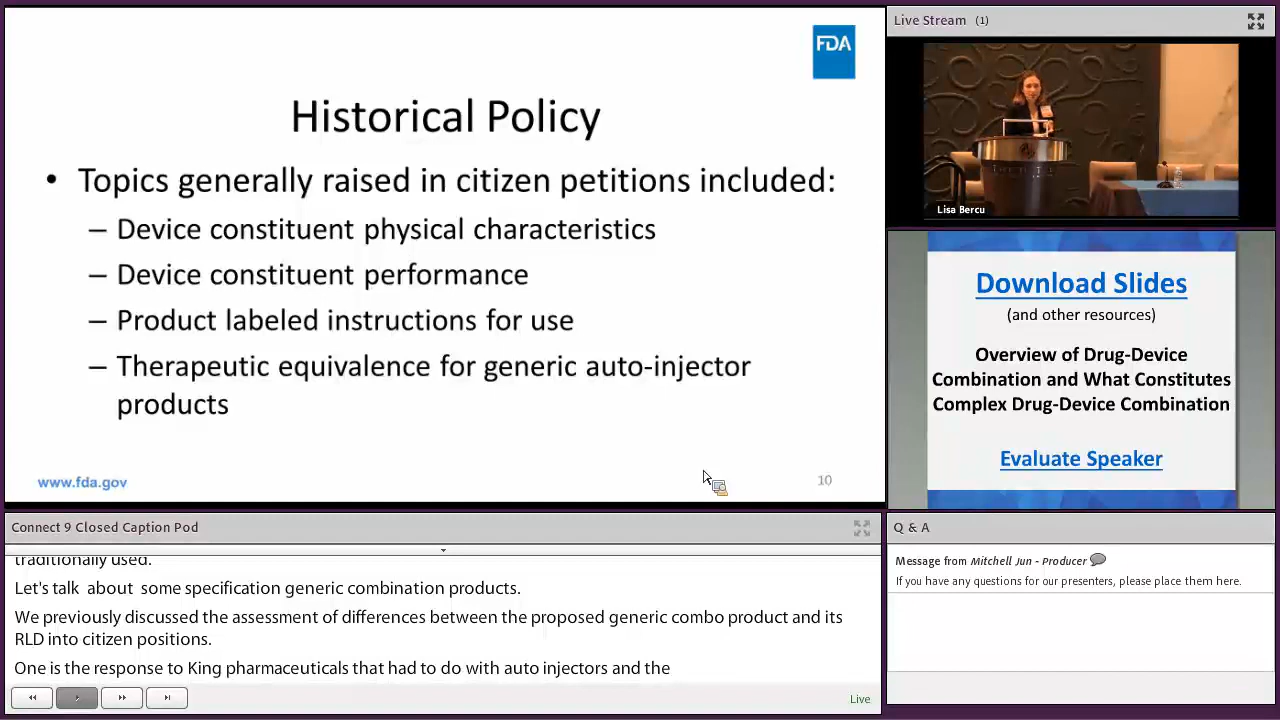 FDA
Historical Policy
• Topics generally raised in citizen petitions included:
– Device constituent physical characteristics
– Device constituent performance
– Product labeled instructions for use
– Therapeutic equivalence for generic auto-injector
products
www.fda.gov
10
Live Stream (1)
Lisa Bercu
Download Slides
(and other resources)
Overview of Drug-Device
Combination and What Constitutes
Complex Drug-Device Combination
Evaluate Speaker
Connect 9 Closed Caption Pod
traditionally used.
Let's talk about some specification generic combination products.
We previously discussed the assessment of differences between the proposed generic combo product and its
RLD into citizen positions.
One is the response to King pharmaceuticals that had to do with auto injectors and the
Live
Q & A
Message from Mitchell Jun - Producer
If you have any questions for our presenters, please place them here.